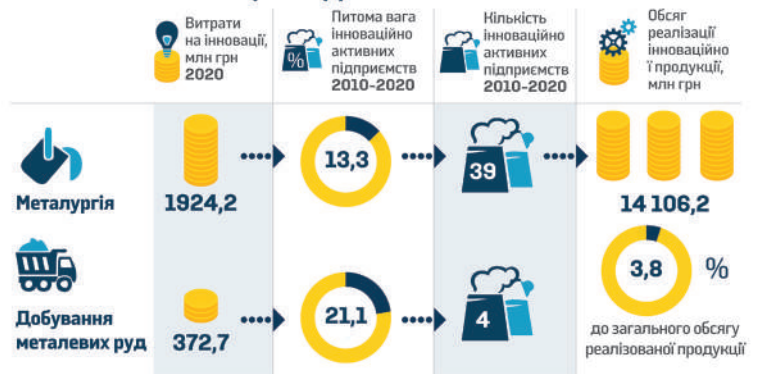 Витрати
на інновації,
млн грн
2020
%
Питома вага
інноваційно
активних
підприємств
2010-2020
Кількість
інноваційно
активних
підприємств
2010-2020
Обсяг
реалізації
інноваційно
ї продукції,
млн грн
Металургія
1924,2
13,3
39
14 106,2
Добування
металевих руд
372,7
21,1
4
3,8 %
до загального обсягу
реалізованої продукції